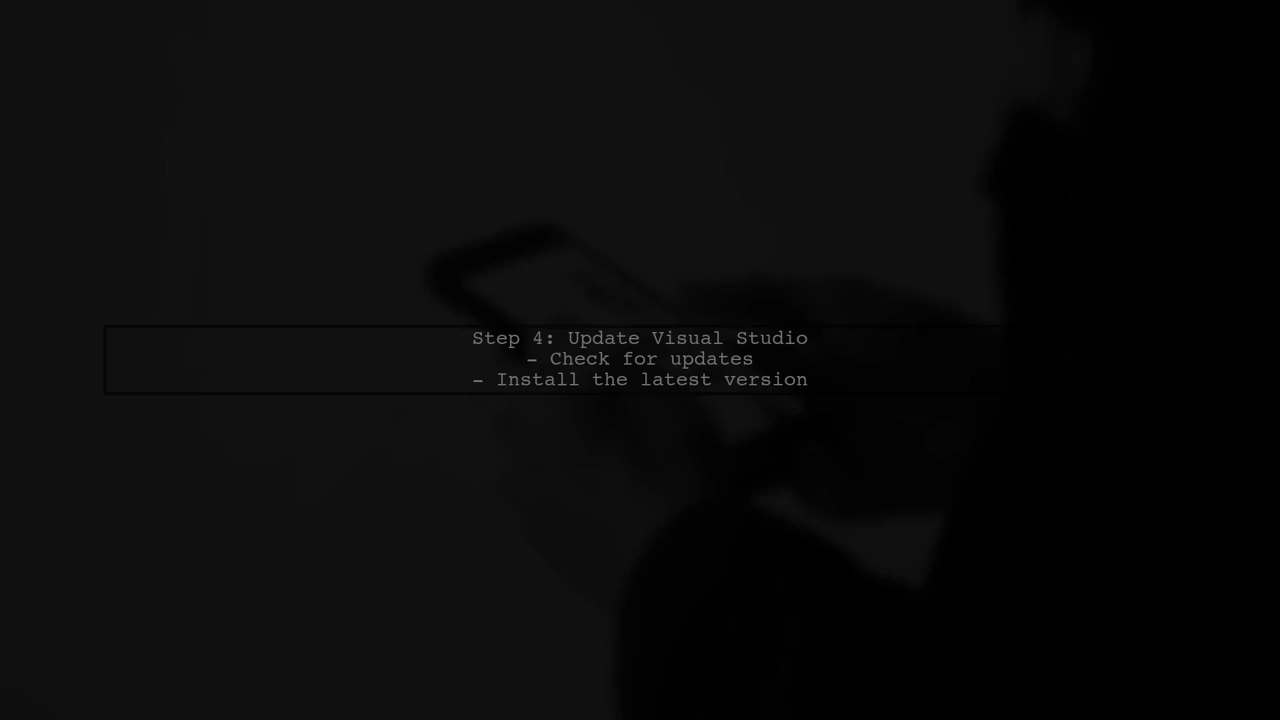 Step 4: Update Visual Studio
- Check for updates
- Install the latest version